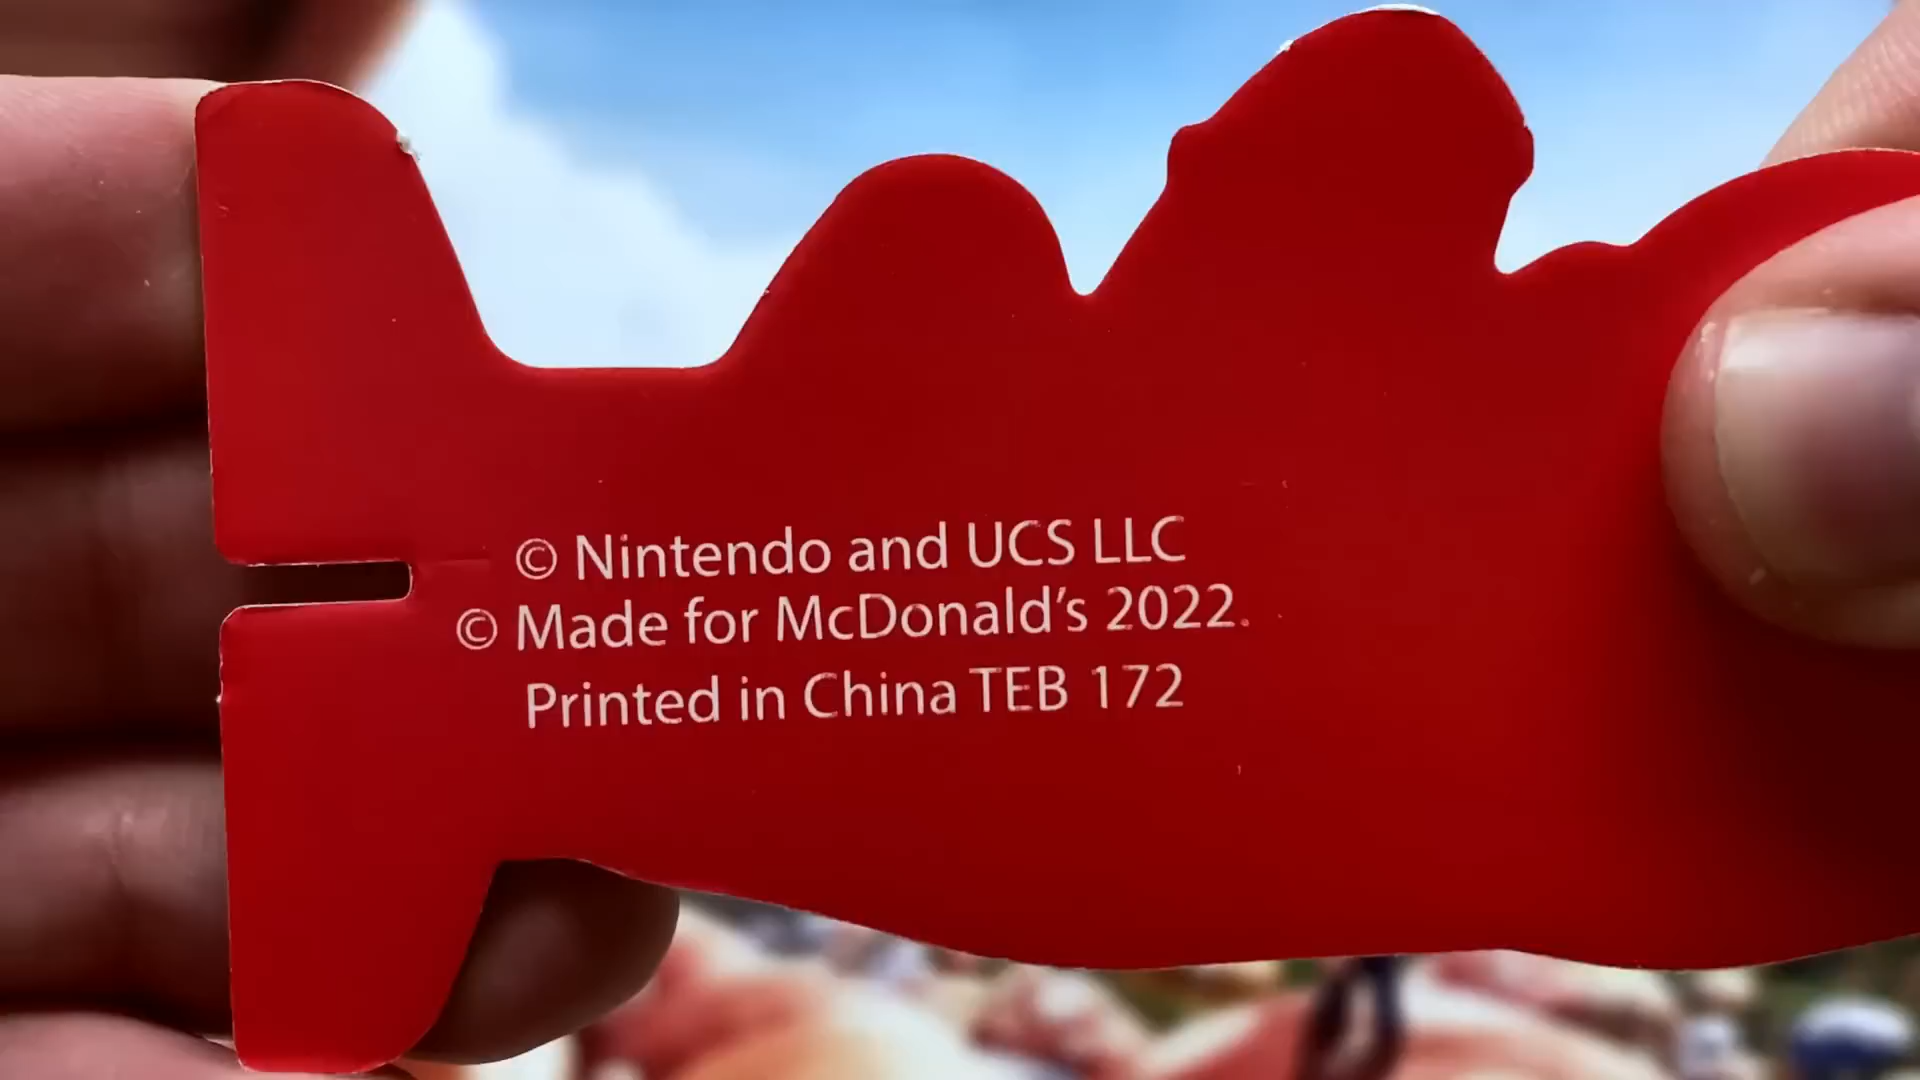 © Nintendo and UCS LLC
© Made for McDonald’s 2022.
Printed in China TEB 172